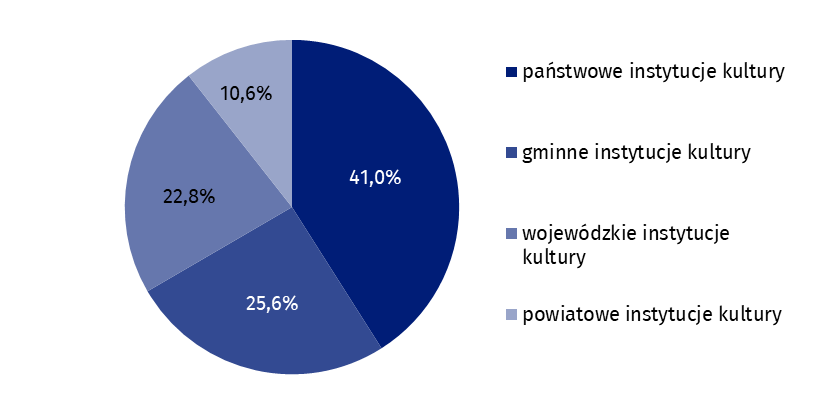 10,6%
41,0%
22,8%
25,6%
państwowe instytucje kultury
gminne instytucje kultury
wojewódzkie instytucje
kultury
powiatowe instytucje kultury